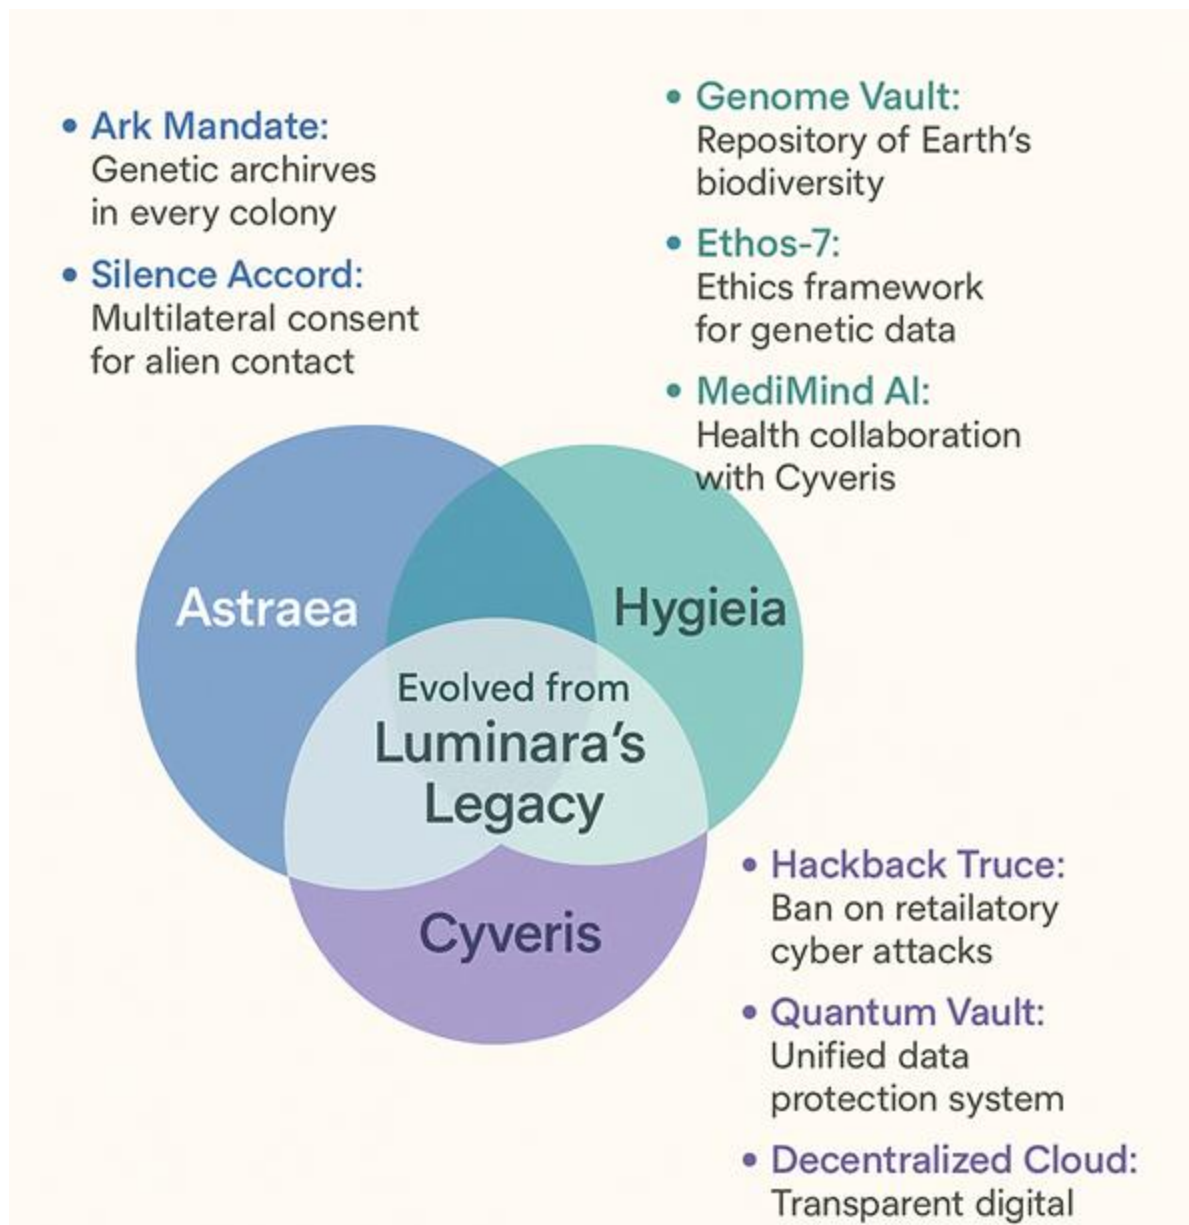 • Ark Mandate:
Genetic archirves
in every colony
• Silence Accord:
Multilateral consent
for alien contact
• Genome Vault:
Repository of Earth's
biodiversity
• Ethos-7:
Ethics framework
for genetic data
• MediMind AI:
Health collaboration
with Cyveris
Astraea
Hygieia
Evolved from
Luminara's
Legacy
Cyveris
• Hackback Truce:
Ban on retailatory
cyber attacks
• Quantum Vault:
Unified data
protection system
• Decentralized Cloud:
Transparent digital